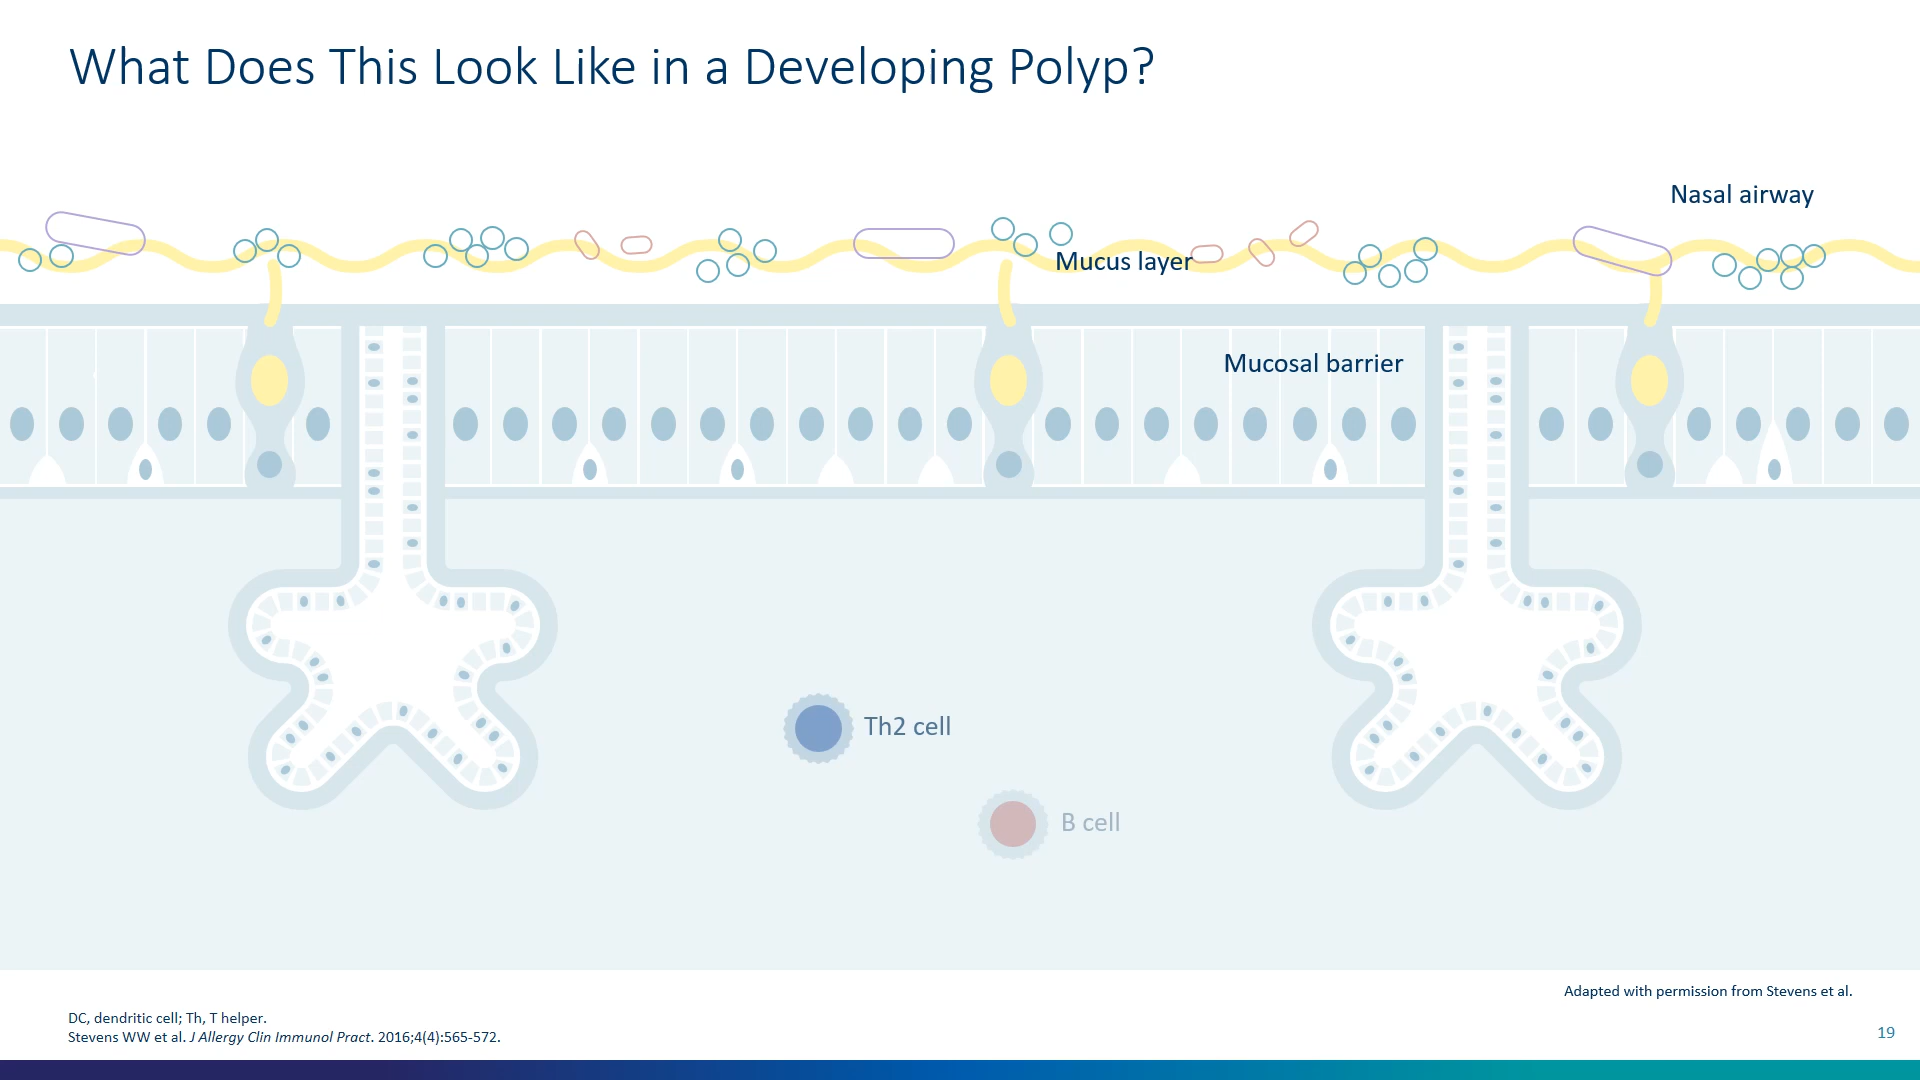 What Does This Look Like in a Developing Polyp?
Nasal airway
Mucus layer
Mucosal barrier
Th2 cell
B cell
Adapted with permission from Stevens et al.
DC, dendritic cell; Th, T helper.
Stevens WW et al. J Allergy Clin Immunol Pract. 2016;4(4):565-572.
19